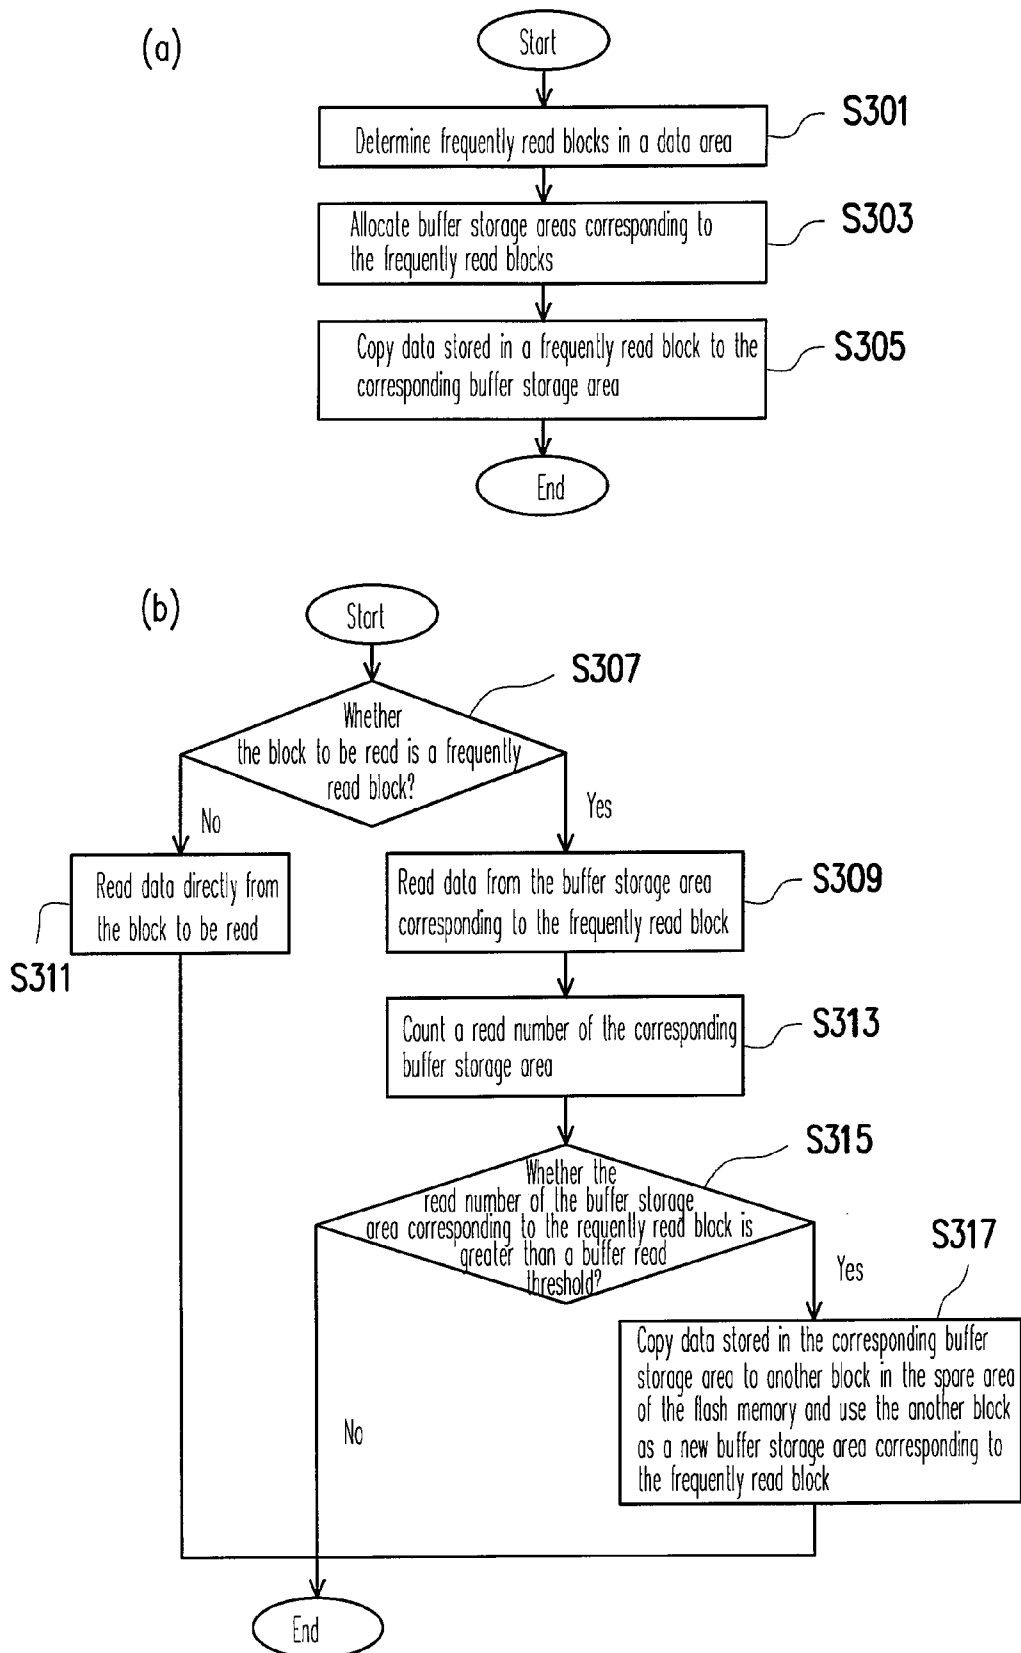 (a)
Start
S301
Determine frequently read blocks in a data area
S303
Allocate buffer storage areas corresponding to
the frequently read blocks
S305
Copy data stored in a frequently read block to the
corresponding buffer storage area
End
(b)
Start
S307
Whether
the block to be read is a frequently
read block?
No
Yes
Read data directly from
the block to be read
S311
Read data from the buffer storage area
corresponding to the frequently read block
S309
Count a read number of the corresponding
buffer storage area
S313
S315
Whether the
read number of the buffer storage
area corresponding to the requently read block is
greater than a buffer read
threshold?
Yes
No
S317
Copy data stored in the corresponding buffer
storage area to another block in the spare area
of the flash memory and use the another block
as a new buffer storage area corresponding to
the frequently read block
End